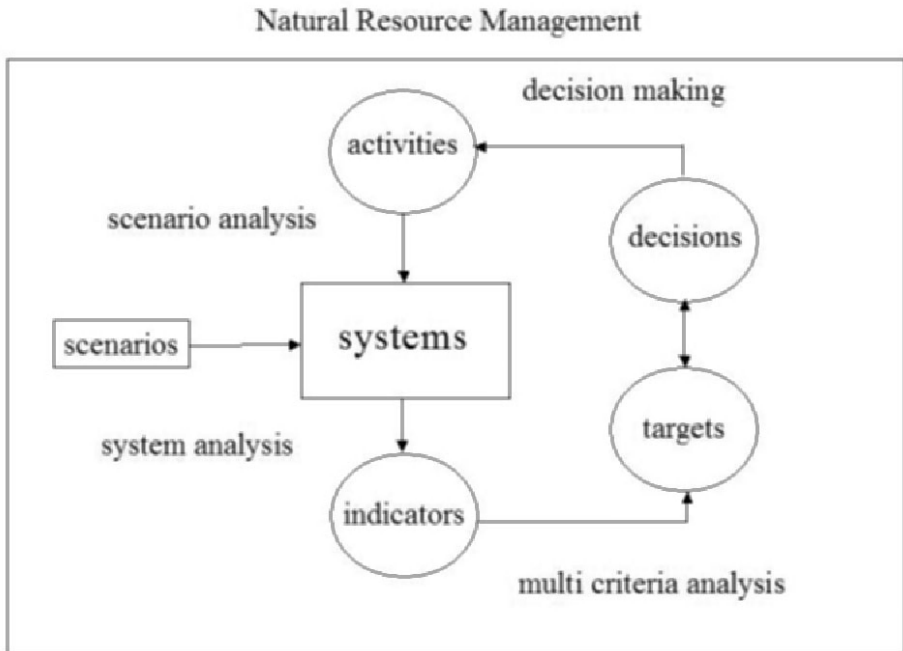 Natural Resource Management
decision making
activities
scenario analysis
decisions
scenarios
systems
system analysis
targets
indicators
multi criteria analysis